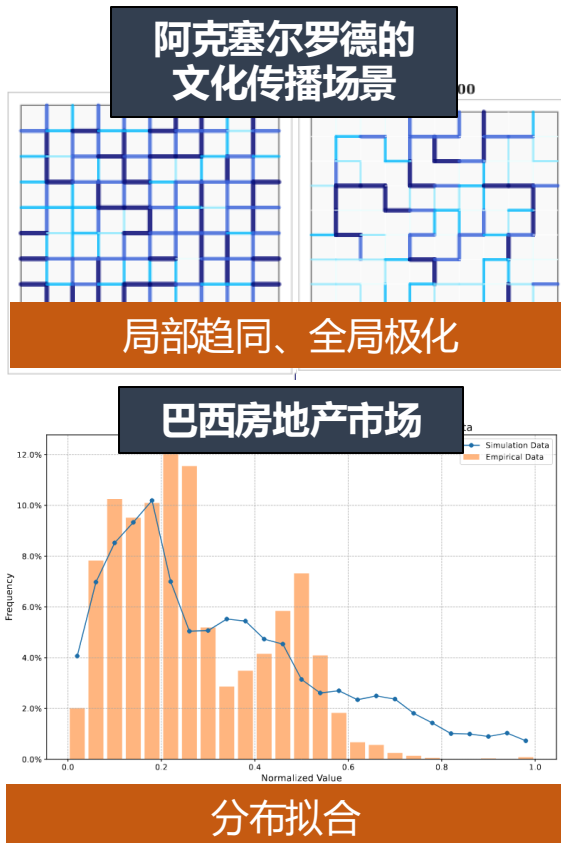 阿克塞尔罗德的
文化传播场景
00
局部趋同、全局极化
巴西房地产市场
ta
Simulation Data
Empirical Data
12.0%
10.0%
8.0%
6.0%
4.0%
2.0%
0.0%
Frequency
0.0 0.2 0.4 0.6 0.8 1.0
Normalized Value
分布拟合